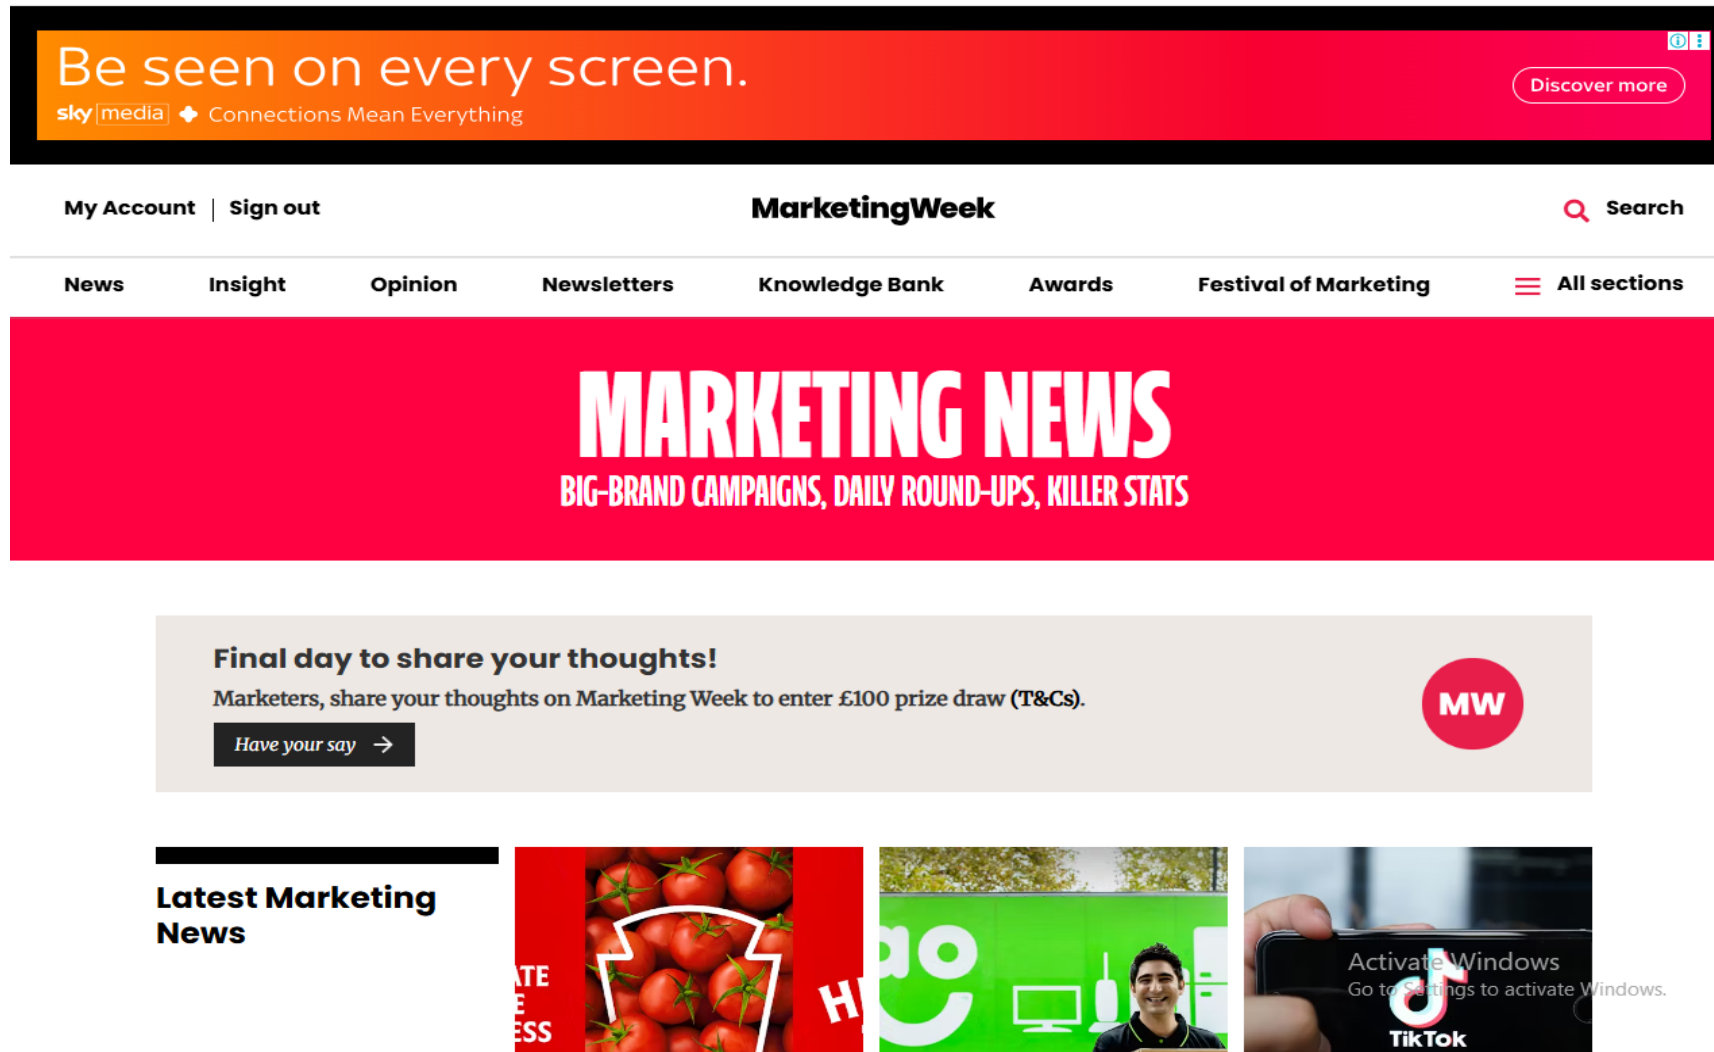 Be seen on every screen.
sky media Connections Mean Everything
Discover more
My Account | Sign out
MarketingWeek
Search
News
Insight
Opinion
Newsletters
Knowledge Bank
Awards
Festival of Marketing
All sections
MARKETING NEWS
BIG-BRAND CAMPAIGNS, DAILY ROUND-UPS, KILLER STATS
Final day to share your thoughts!
Marketers, share your thoughts on Marketing Week to enter £100 prize draw (T&Cs).
Have your say →
MW
Latest Marketing
News
ao
Activate Windows
Go to Settings to activate Windows.
TikTok